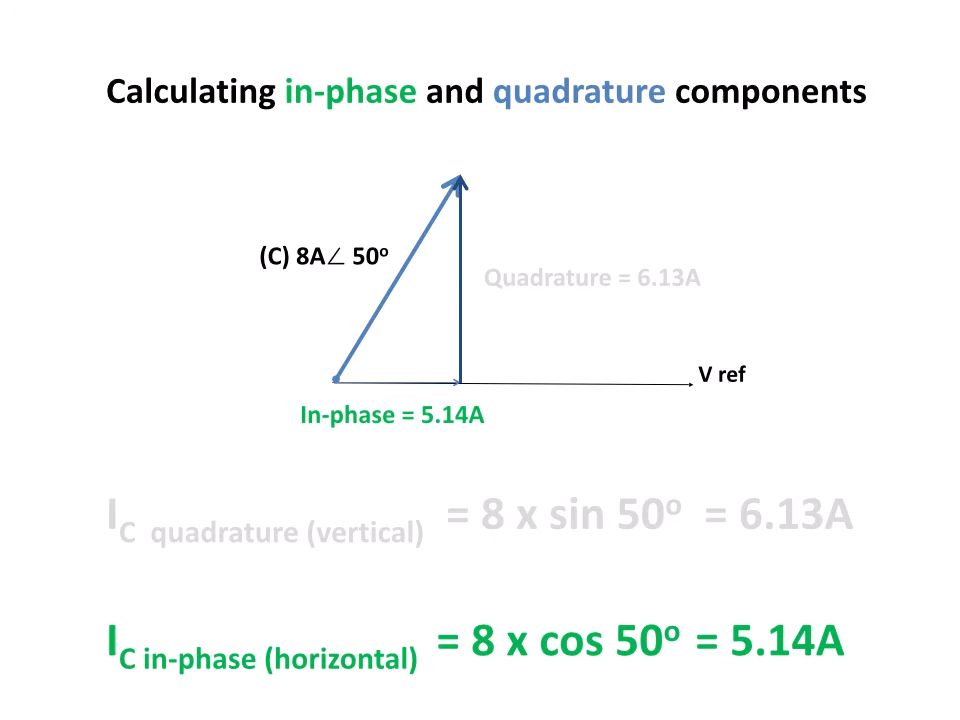 Calculating in-phase and quadrature components
(C) 8A∠ 50º
Quadrature = 6.13A
V ref
In-phase = 5.14A
I C quadrature (vertical) = 8 x sin 50º = 6.13A
I C in-phase (horizontal) = 8 x cos 50º = 5.14A